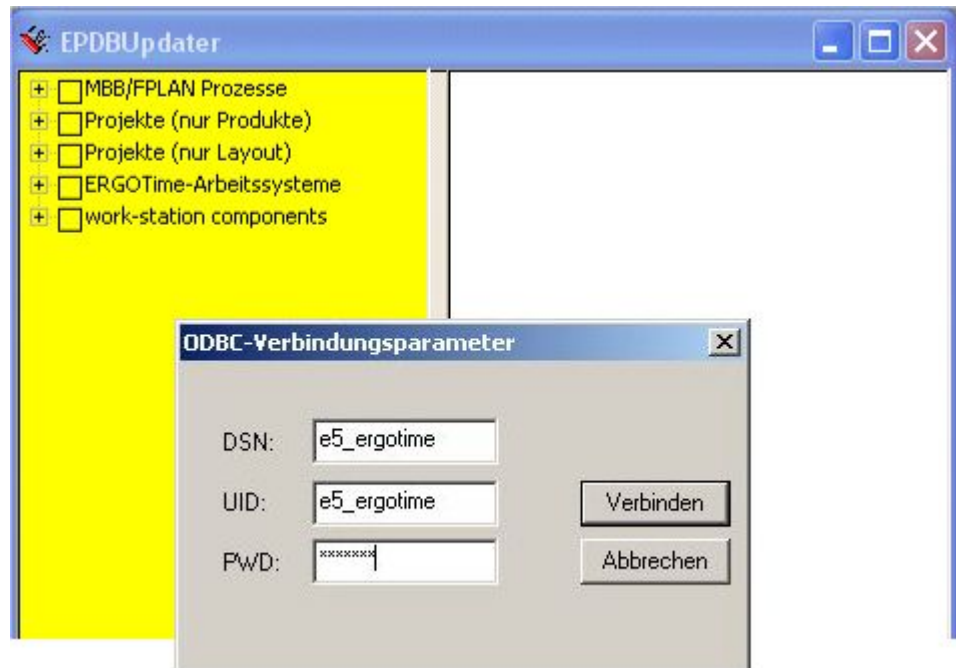 EPDBUpdater
MBB/FPLAN Prozesse
Projekte (nur Produkte)
Projekte (nur Layout)
ERGOTime-Arbeitssysteme
work-station components
ODBC-Verbindungsparameter
DSN: e5_ergotime
UID: e5_ergotime
Verbinden
PWD: *******
Abbrechen